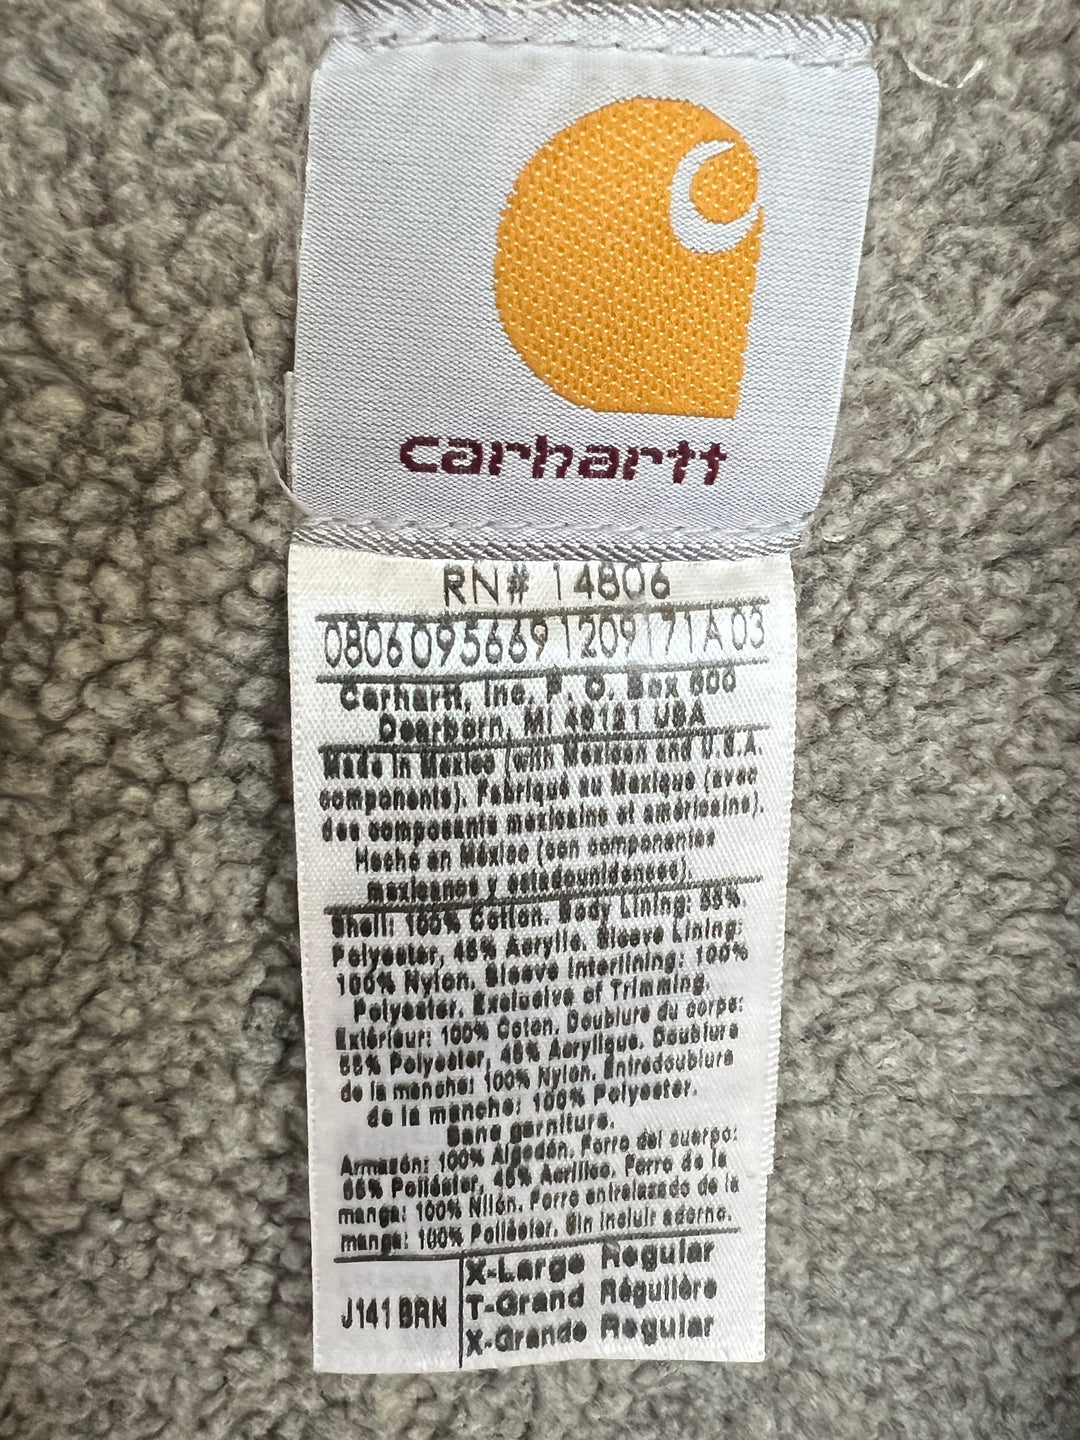 carhartt
RN# 14806
0806 095669 1209171A 03
Carhartt, Inc. P. O. Box 600
Dearborn, MI 48121 USA
Made in Mexico (with Mexican and U.S.A.
components). Fabriqué au Mexique (avec
des composants mexicains et américains).
Hecho en México (con componentes
mexicanos y estadounidenses).
Shell: 100% Cotton. Body Lining: 55%
Polyester, 45% Acrylic. Sleeve Lining:
100% Nylon. Sleeve Interlining: 100%
Polyester. Exclusive of Trimming.
Extérieur: 100% Coton. Doublure du corps:
55% Polyester, 45% Acrylique. Doublure
de la manche: 100% Nylon. Entredoublure
de la manche: 100% Polyester.
Sans garniture.
Armazón: 100% Algodón. Forro del cuerpo:
55% Poliéster, 45% Acrílico. Forro de la
manga: 100% Nilón. Forro entrelazado de la
manga: 100% Poliéster. Sin incluir adorno.
J141 BRN
X-Large Regular
T-Grand Régulière
X-Grande Regular